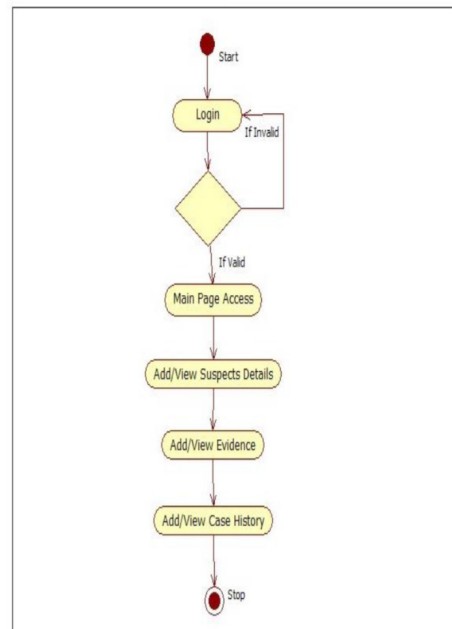 Start
Login
If Invalid
If Valid
Main Page Access
Add/View Suspects Details
Add/View Evidence
Add/View Case History
Stop